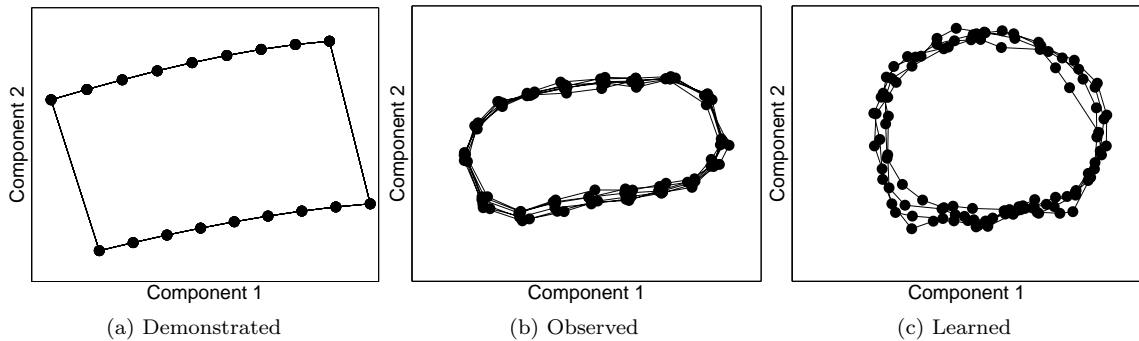 Component 2
Component 1
(a) Demonstrated
Component 2
Component 1
(b) Observed
Component 2
Component 1
(c) Learned